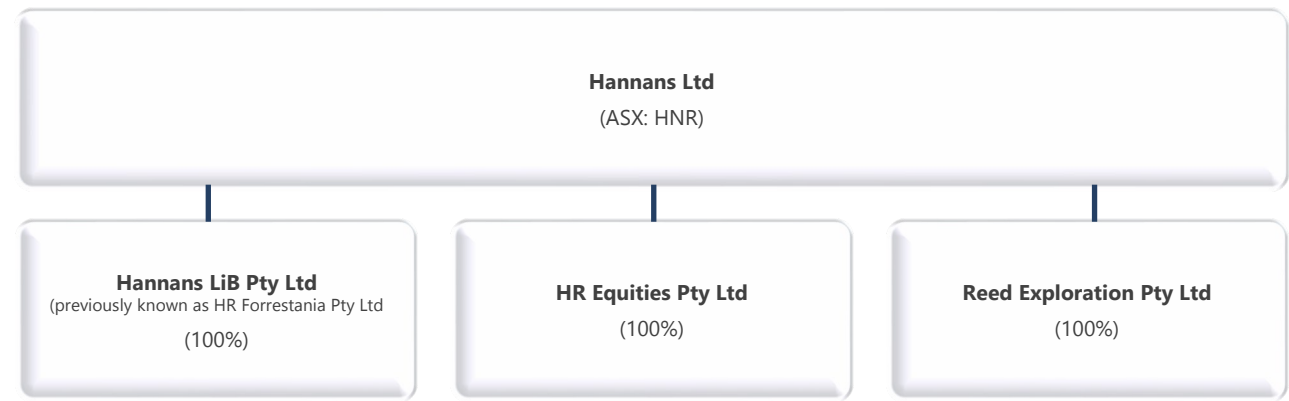 Hannans Ltd
(ASX: HNR)
Hannans LiB Pty Ltd
(previously known as HR Forrestania Pty Ltd
(100%)
HR Equities Pty Ltd
(100%)
Reed Exploration Pty Ltd
(100%)